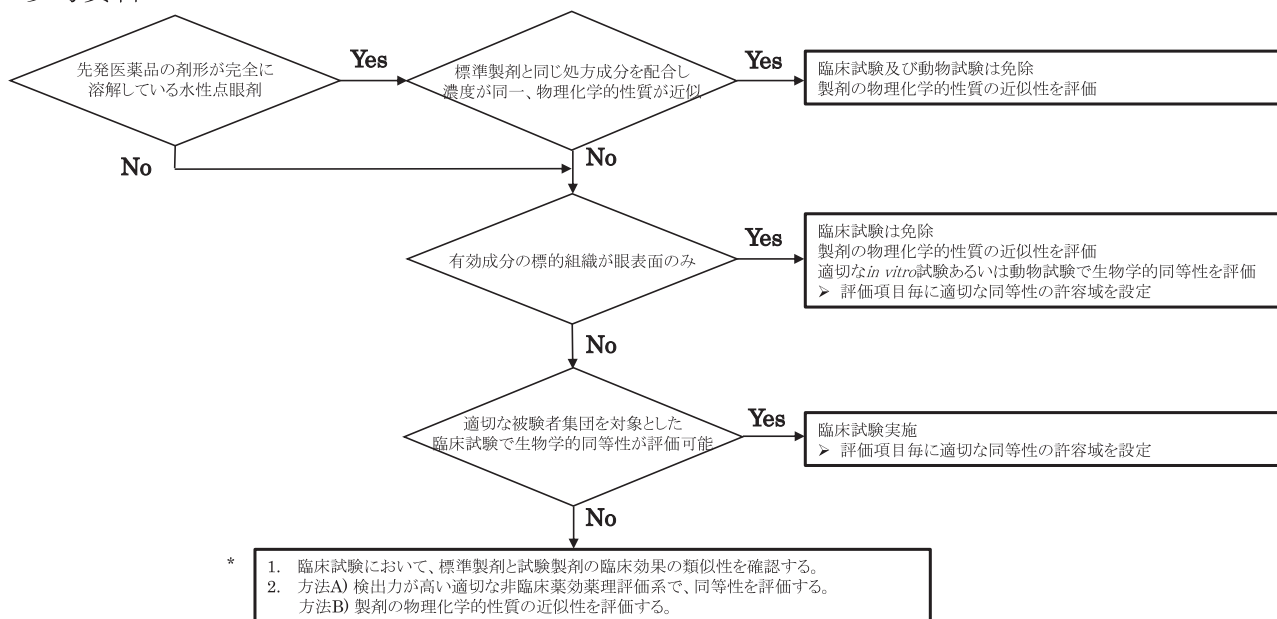 先発医薬品の剤形が完全に
溶解している水性点眼剤
Yes
標準製剤と同じ処方成分を配合し
濃度が同一、物理化学的性質が近似
Yes
臨床試験及び動物試験は免除
製剤の物理化学的性質の近似性を評価
No
No
有効成分の標的組織が眼表面のみ
Yes
臨床試験は免除
製剤の物理化学的性質の近似性を評価
適切なin vitro試験あるいは動物試験で生物学的同等性を評価
➢ 評価項目毎に適切な同等性の許容域を設定
No
適切な被験者集団を対象とした
臨床試験で生物学的同等性が評価可能
Yes
臨床試験実施
➢ 評価項目毎に適切な同等性の許容域を設定
No
*
1. 臨床試験において、標準製剤と試験製剤の臨床効果の類似性を確認する。
2. 方法A) 検出力が高い適切な非臨床薬効薬理評価系で、同等性を評価する。
方法B) 製剤の物理化学的性質の近似性を評価する。